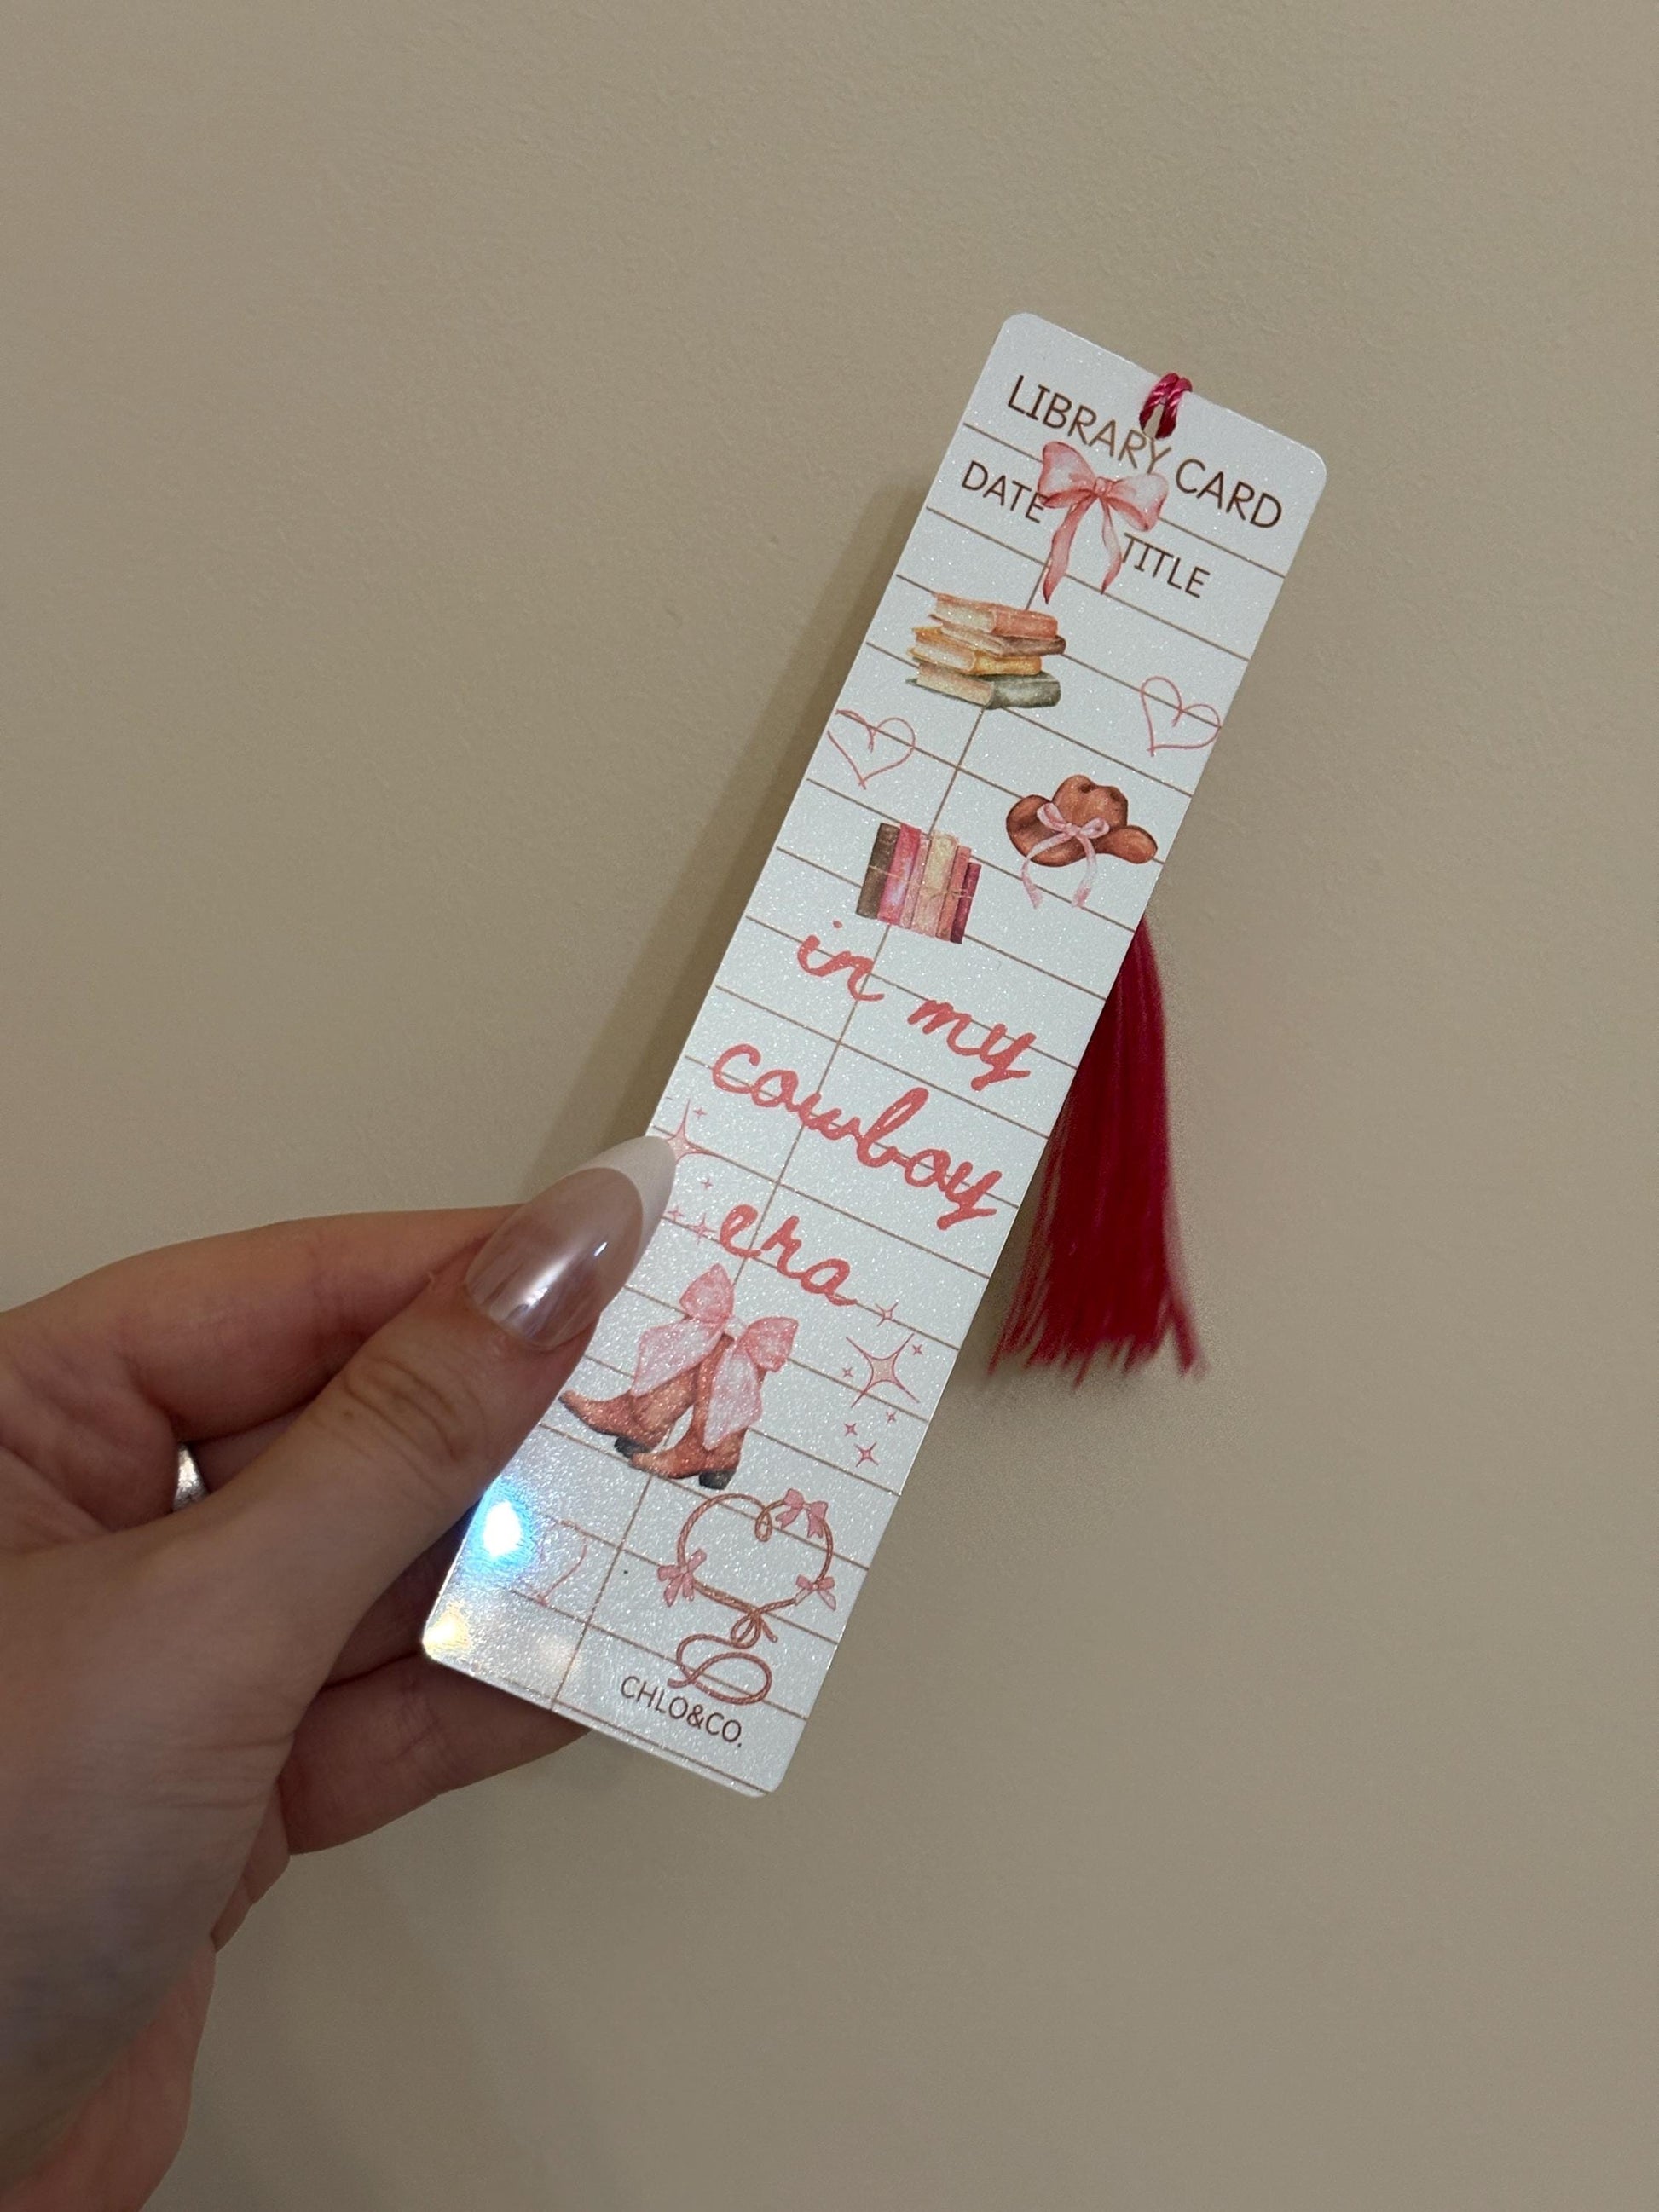 LIBRARY CARD
DATE
TITLE
in my
cowboy
era
CHLO&CO.